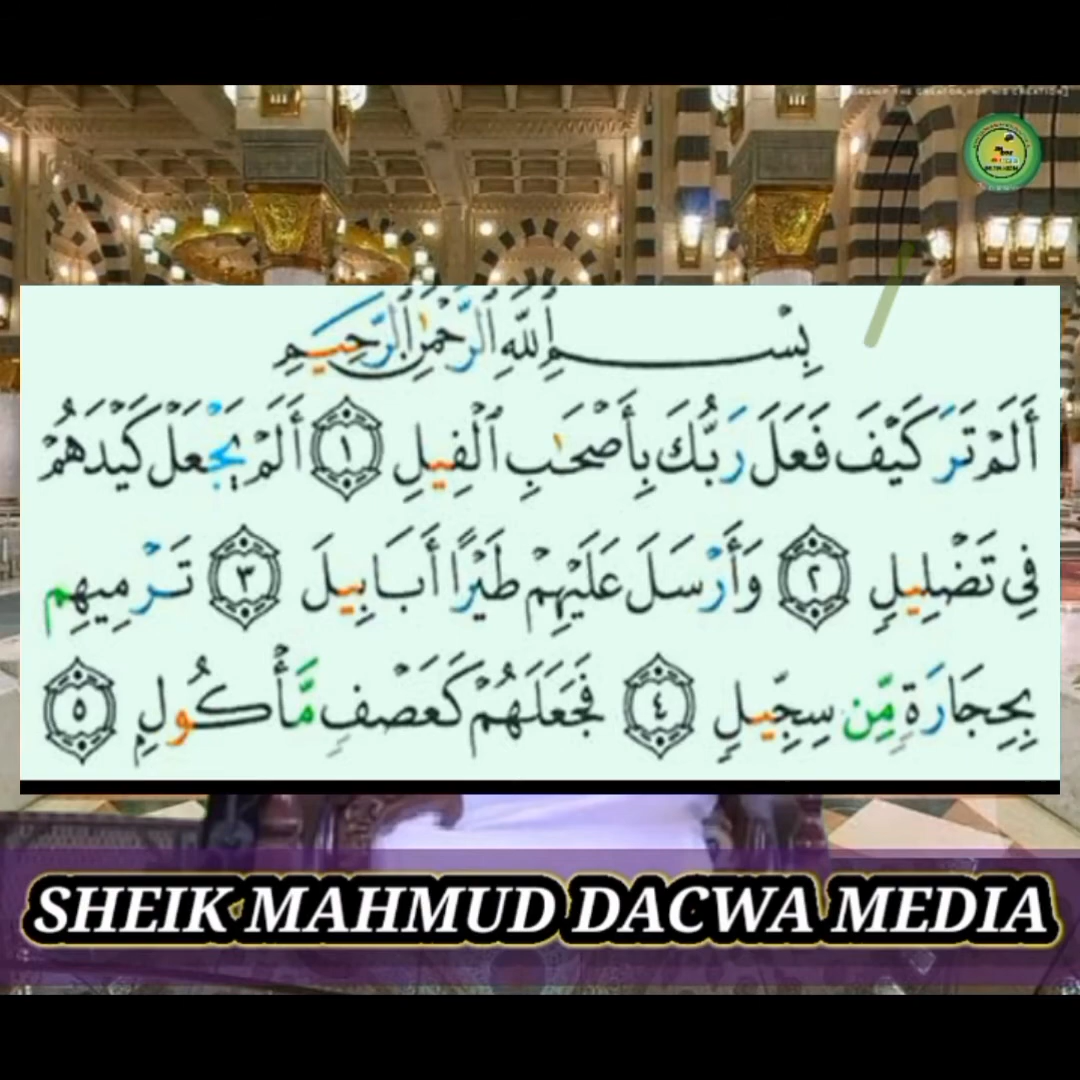 بِسْمِ ٱللَّهِ ٱلرَّحْمَٰنِ ٱلرَّحِيمِ
أَلَمْ تَرَ كَيْفَ فَعَلَ رَبُّكَ بِأَصْحَٰبِ ٱلْفِيلِ ١ أَلَمْ يَجْعَلْ كَيْدَهُمْ
فِي تَضْلِيلٍ ٢ وَأَرْسَلَ عَلَيْهِمْ طَيْرًا أَبَابِيلَ ٣ تَرْمِيهِم
بِحِجَارَةٍ مِّن سِجِّيلٍ ٤ فَجَعَلَهُمْ كَعَصْفٍ مَّأْكُولٍ ٥
SHEIK MAHMUD DACWA MEDIA